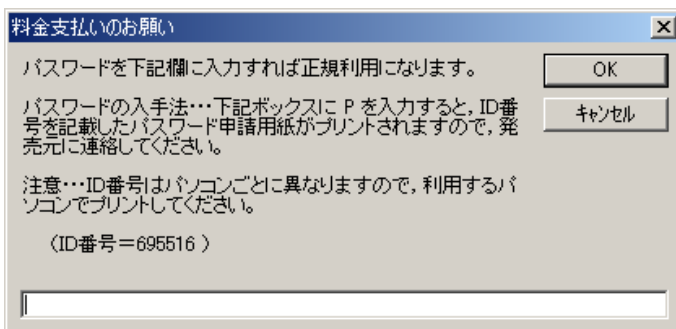 料金支払いのお願い
パスワードを下記欄に入力すれば正規利用になります。
OK
パスワードの入手法・・・下記ボックスに P を入力すると,ID番
号を記載したパスワード申請用紙がプリントされますので,発
売元に連絡してください。
キャンセル
注意・・・ID番号はパソコンごとに異なりますので,利用するパ
ソコンでプリントしてください。
(ID番号=695516 )